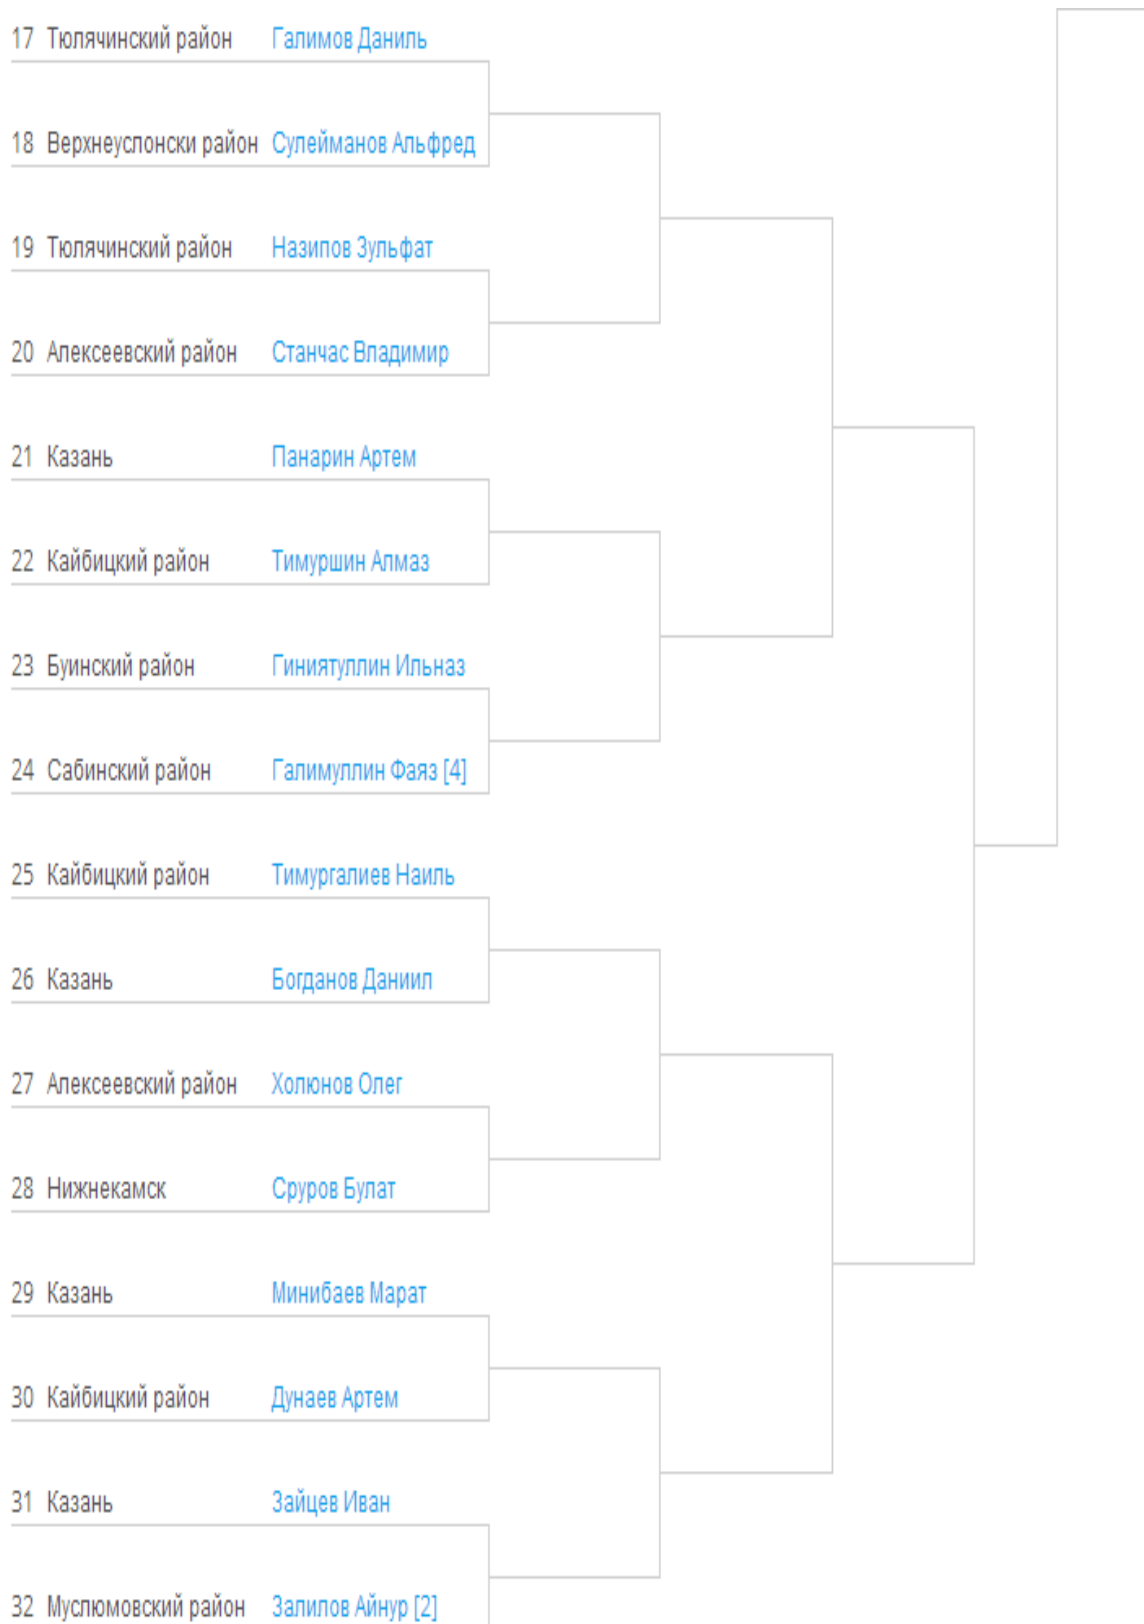 17 Тюлячинский район Галимов Даниль
18 Верхнеуслонски район Сулейманов Альфред
19 Тюлячинский район Назипов Зульфат
20 Алексеевский район Станчас Владимир
21 Казань Панарин Артем
22 Кайбицкий район Тимуршин Алмаз
23 Буинский район Гиниятуллин Ильназ
24 Сабинский район Галимуллин Фаяз [4]
25 Кайбицкий район Тимургалиев Наиль
26 Казань Богданов Даниил
27 Алексеевский район Холюнов Олег
28 Нижнекамск Сруров Булат
29 Казань Минибаев Марат
30 Кайбицкий район Дунаев Артем
31 Казань Зайцев Иван
32 Муслюмовский район Залилов Айнур [2]